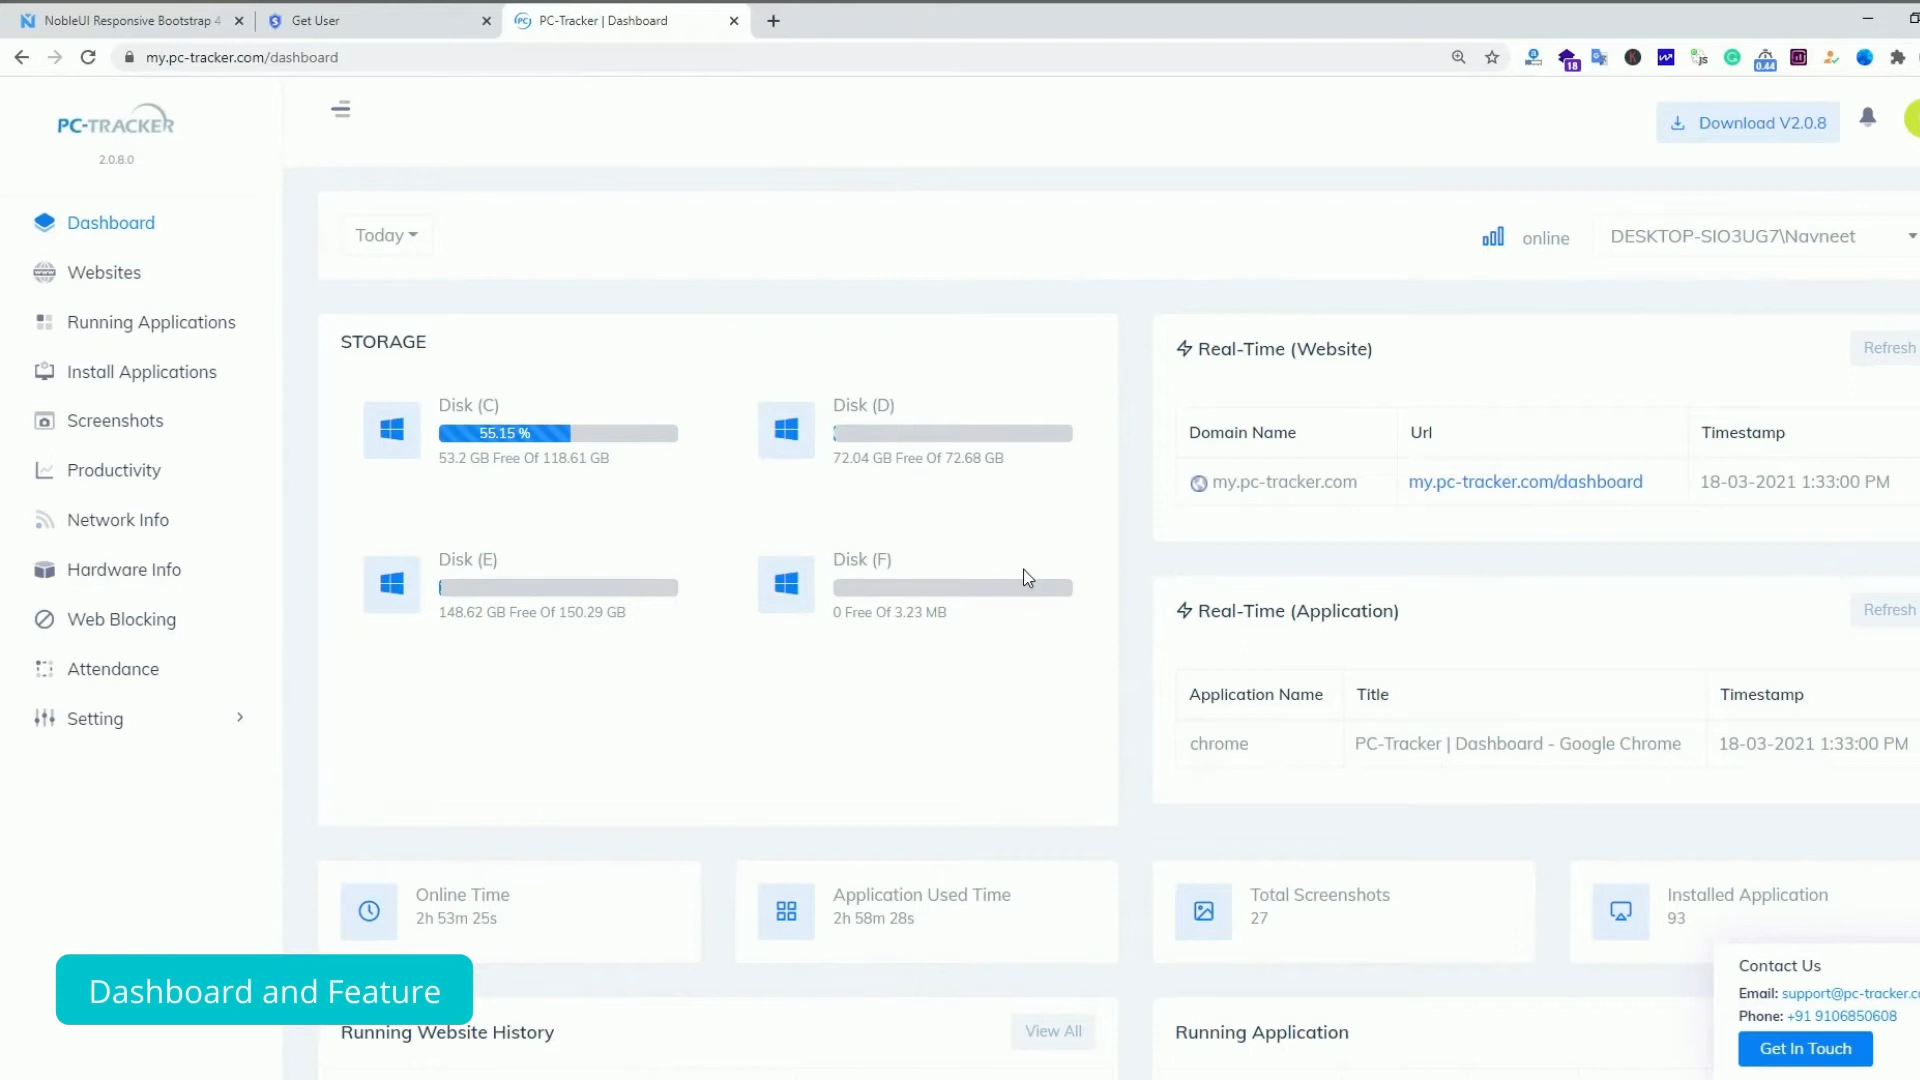 NobleUI Responsive Bootstrap 4
Get User
PC-Tracker | Dashboard
my.pc-tracker.com/dashboard
18
JS
0.44
PC-TRACKER
2.0.8.0
Download V2.0.8
Dashboard
Websites
Running Applications
Install Applications
Screenshots
Productivity
Network Info
Hardware Info
Web Blocking
Attendance
Setting
Today
online
DESKTOP-SIO3UG7\Navneet
STORAGE
Disk (C)
55.15 %
53.2 GB Free Of 118.61 GB
Disk (D)
72.04 GB Free Of 72.68 GB
Disk (E)
148.62 GB Free Of 150.29 GB
Disk (F)
0 Free Of 3.23 MB
Real-Time (Website)
Refresh
Domain Name Url Timestamp
my.pc-tracker.com my.pc-tracker.com/dashboard 18-03-2021 1:33:00 PM
Real-Time (Application)
Refresh
Application Name Title Timestamp
chrome PC-Tracker | Dashboard - Google Chrome 18-03-2021 1:33:00 PM
Online Time
2h 53m 25s
Application Used Time
2h 58m 28s
Total Screenshots
27
Installed Application
93
Dashboard and Feature
Running Website History
View All
Running Application
Contact Us
Email: support@pc-tracker.c
Phone: +91 9106850608
Get In Touch